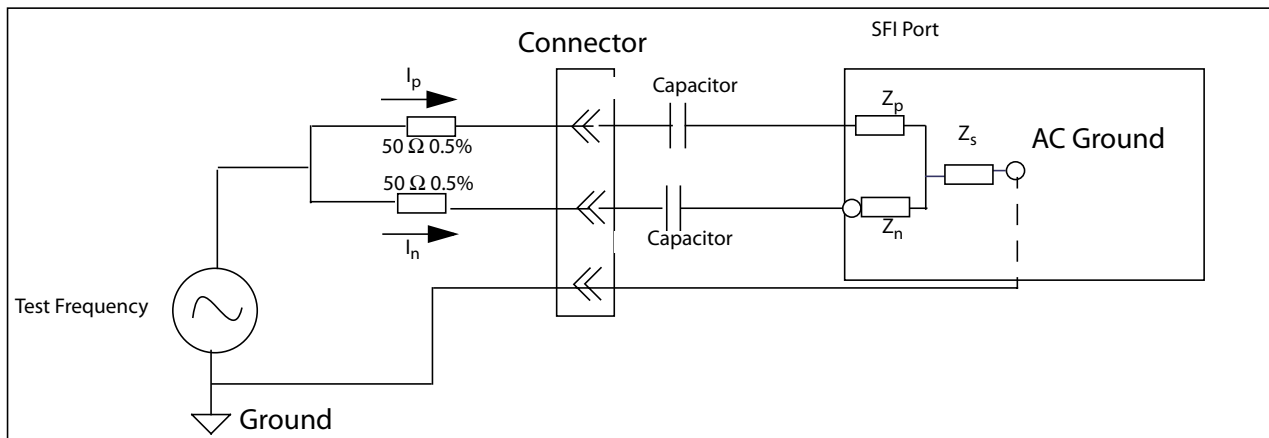 SFI Port
Connector
I_p
Capacitor
Z_p
50 Ω 0.5%
Z_s
AC Ground
50 Ω 0.5%
I_n
Capacitor
Z_n
Test Frequency
Ground